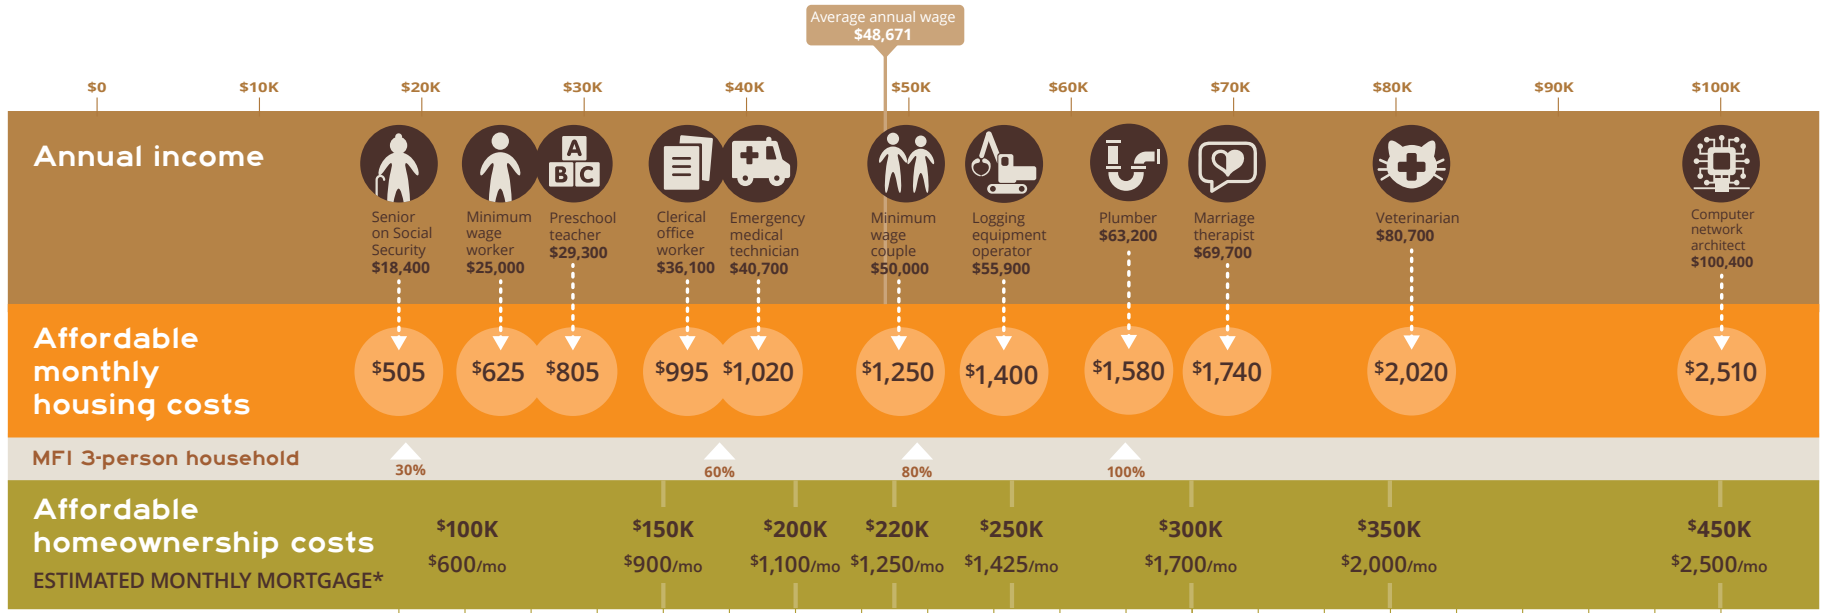 Average annual wage
$48,671
$0 $10K $20K $30K $40K $50K $60K $70K $80K $90K $100K
Annual income
A
B C
Senior
on Social
Security
$18,400
Minimum
wage
worker
$25,000
Preschool
teacher
$29,300
Clerical
office
worker
$36,100
Emergency
medical
technician
$40,700
Minimum
wage
couple
$50,000
Logging
equipment
operator
$55,900
Plumber
$63,200
Marriage
therapist
$69,700
Veterinarian
$80,700
Computer
network
architect
$100,400
Affordable
monthly
housing costs
$505 $625 $805 $995 $1,020 $1,250 $1,400 $1,580 $1,740 $2,020 $2,510
MFI 3-person household
30% 60% 80% 100%
Affordable
homeownership costs
ESTIMATED MONTHLY MORTGAGE*
$100K $150K $200K $220K $250K $300K $350K $450K
$600/mo $900/mo $1,100/mo $1,250/mo $1,425/mo $1,700/mo $2,000/mo $2,500/mo